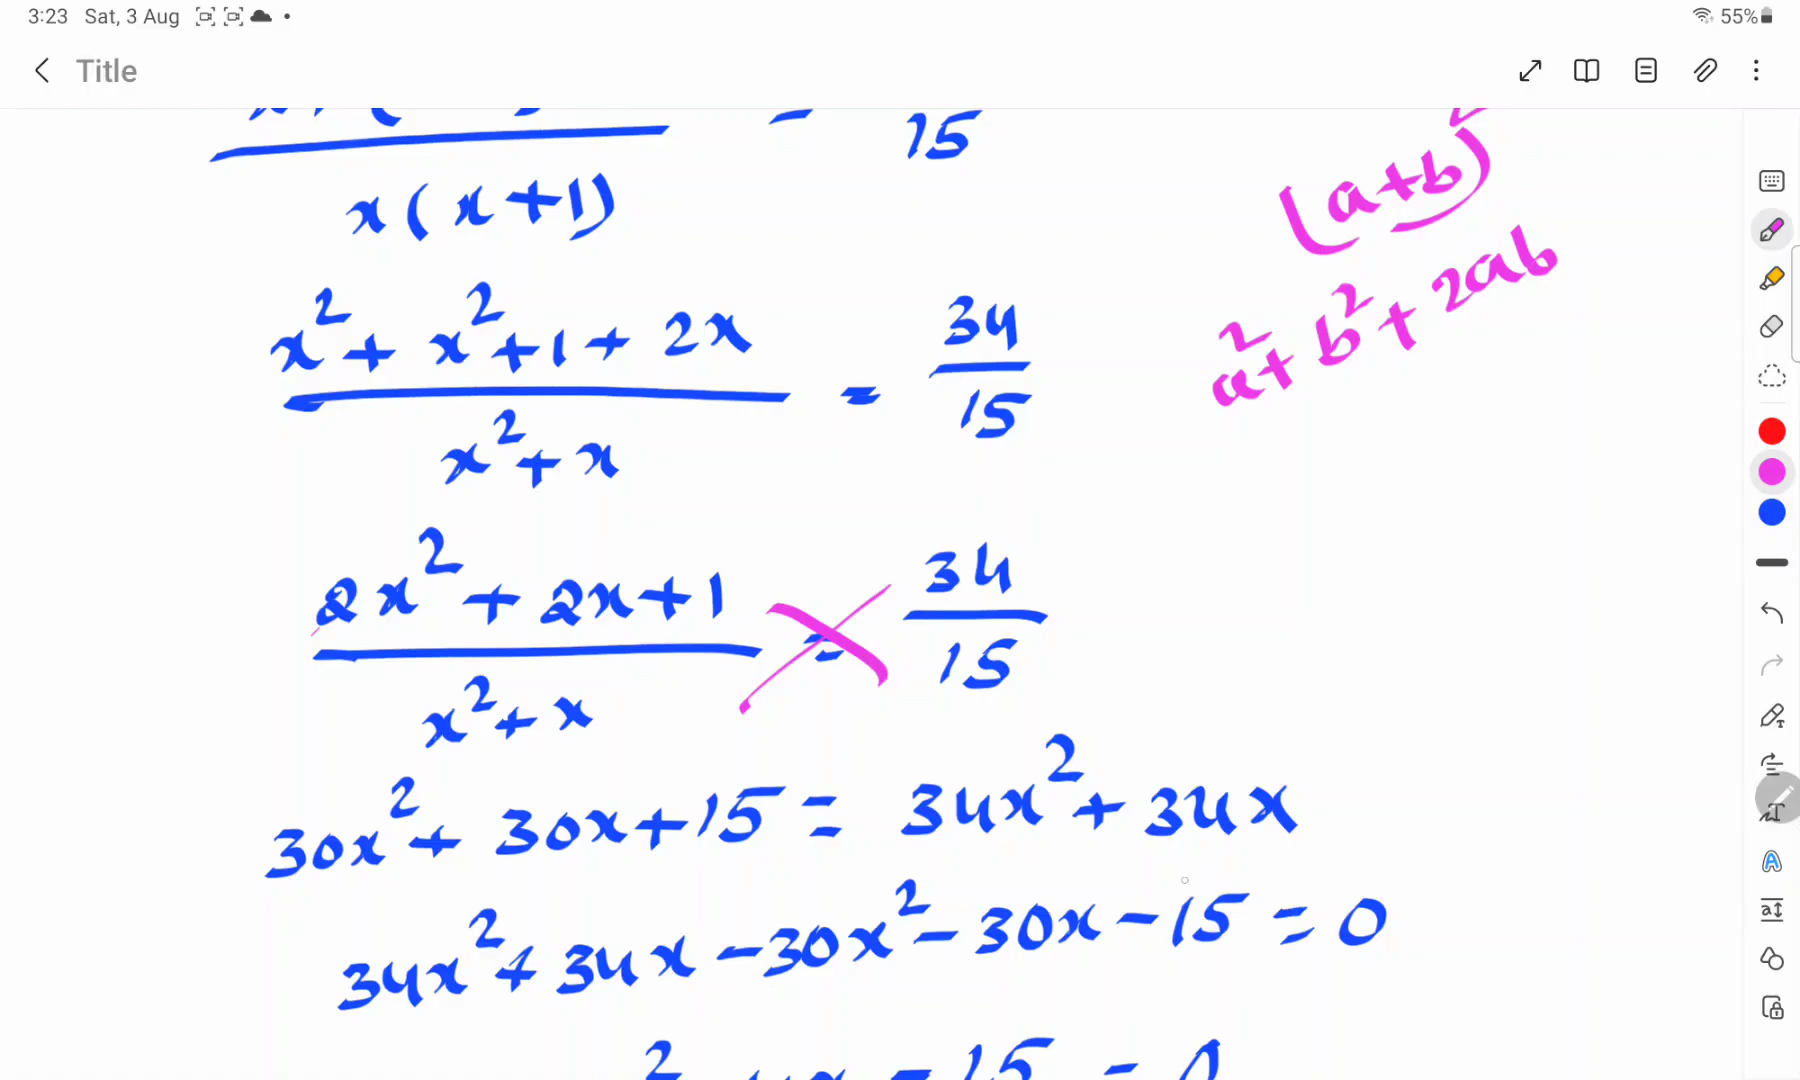 3:23 Sat, 3 Aug 55%
Title
15
x(x+1)
(a+b)²
a²+b²+2ab
x²+x²+1+2x / x²+x = 34/15
2x²+2x+1 / x²+x = 34/15
30x²+30x+15=34x²+34x
34x²+34x-30x²-30x-15=0